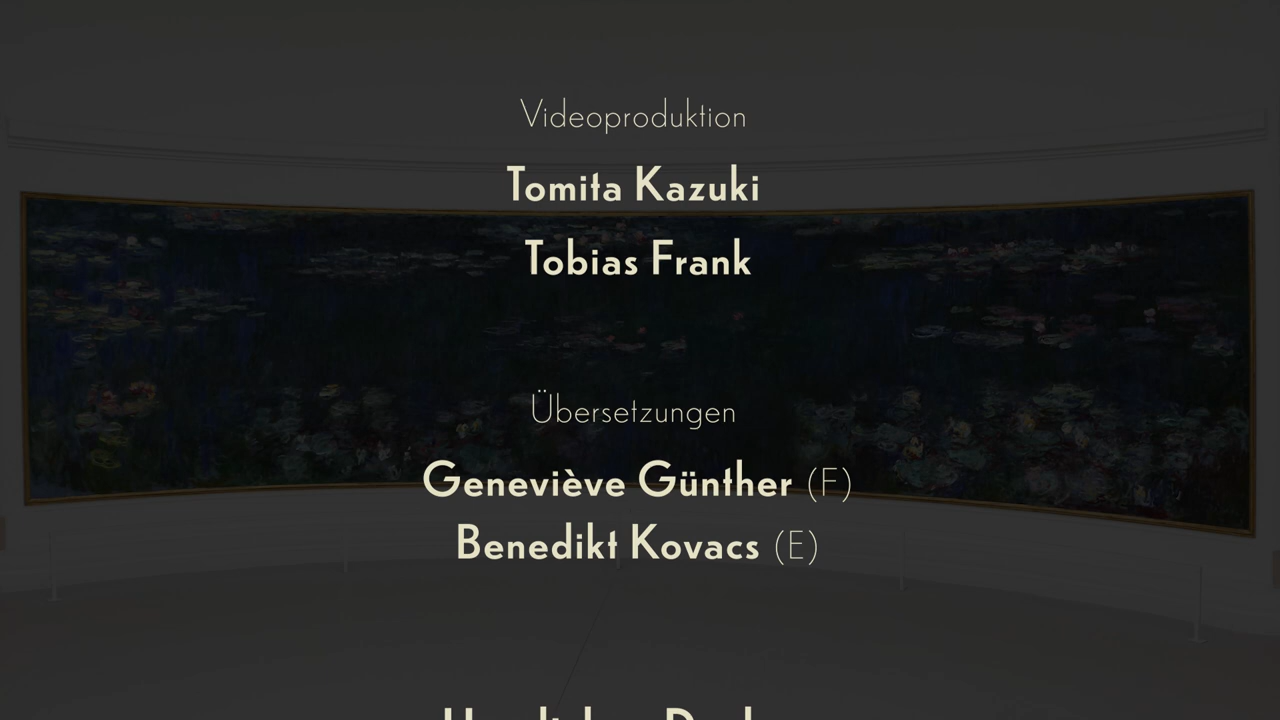 Videoproduktion
Tomita Kazuki
Tobias Frank
Übersetzungen
Geneviève Günther (F)
Benedikt Kovacs (E)